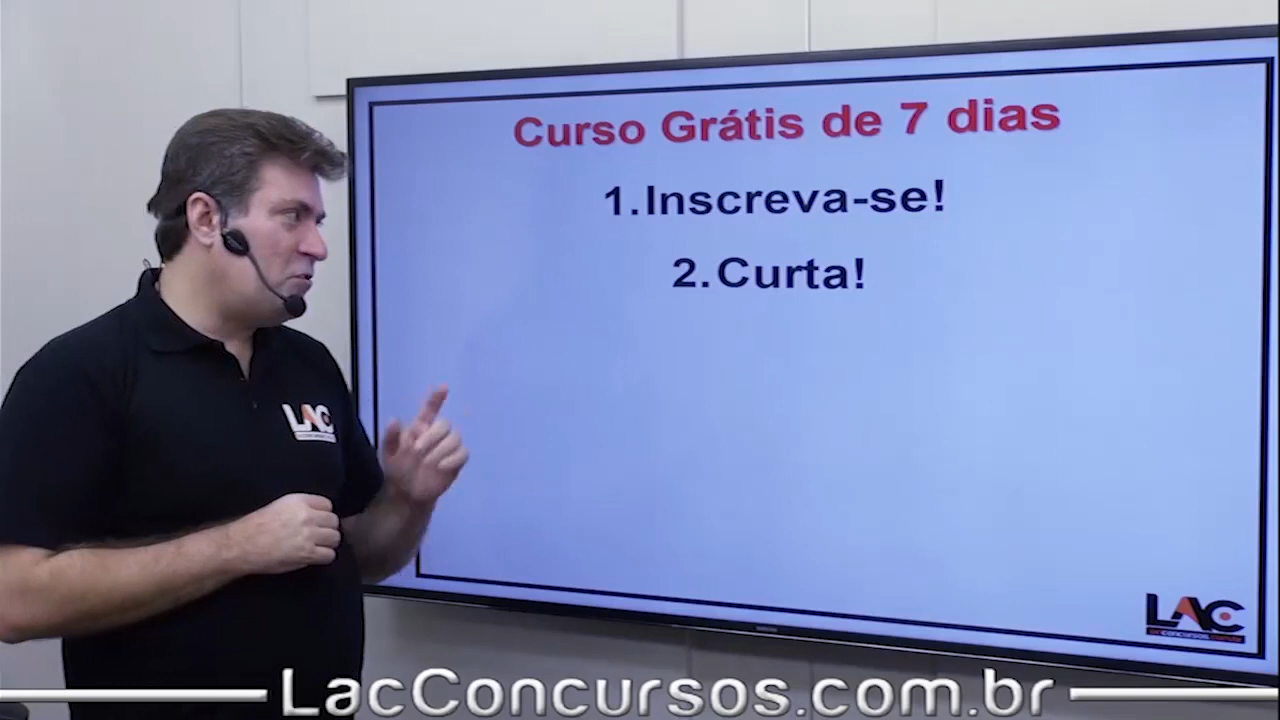 Curso Grátis de 7 dias
1.Inscreva-se!
2.Curta!
LAC
LAC
LacConcursos.com.br